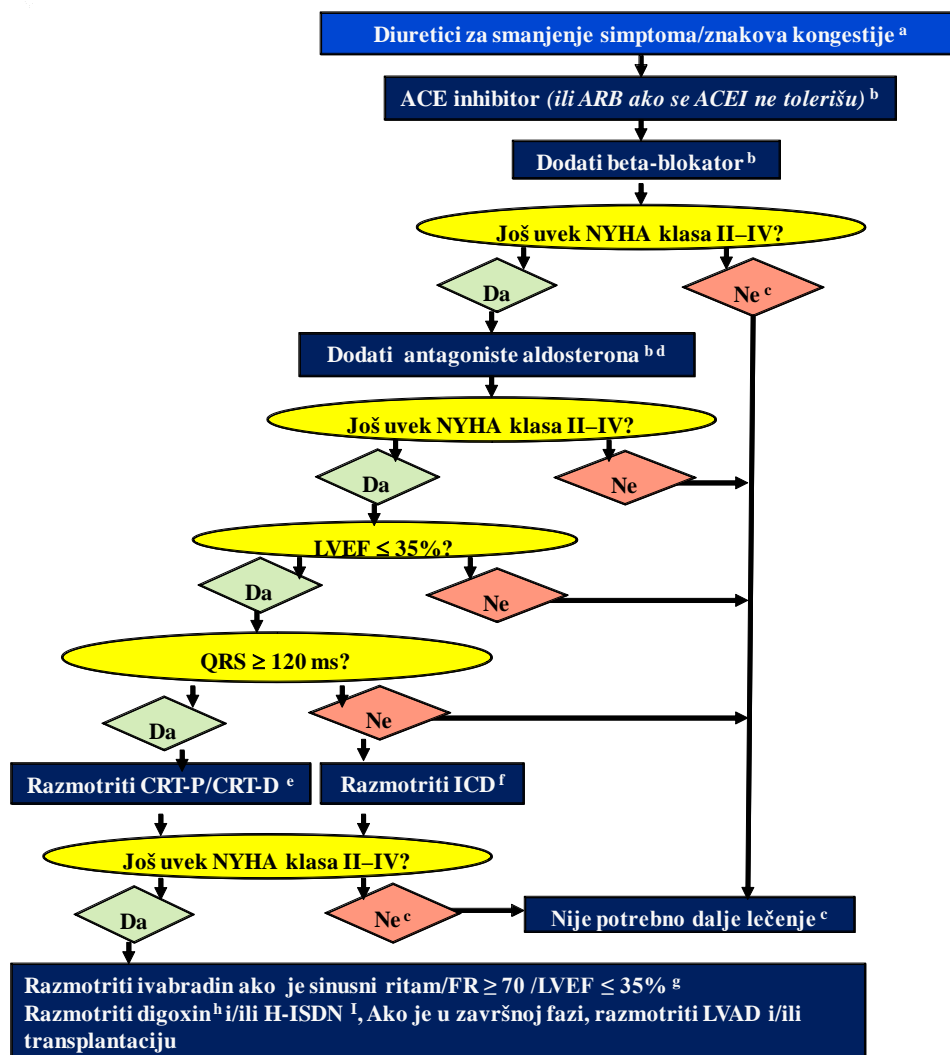 Diuretici za smanjenje simptoma/znakova kongestije a
ACE inhibitor (ili ARB ako se ACEI ne tolerišu) b
Dodati beta-blokator b
Još uvek NYHA klasa II–IV?
Da
Ne c
Dodati antagoniste aldosterona b d
Još uvek NYHA klasa II–IV?
Da
Ne
LVEF ≤ 35%?
Da
Ne
QRS ≥ 120 ms?
Da
Ne
Razmotriti CRT-P/CRT-D e
Razmotriti ICD f
Još uvek NYHA klasa II–IV?
Da
Ne c
Nije potrebno dalje lečenje c
Razmotriti ivabradin ako je sinusni ritam/FR ≥ 70 /LVEF ≤ 35% g
Razmotriti digoxin h i/ili H-ISDN I, Ako je u završnoj fazi, razmotriti LVAD i/ili
transplantaciju